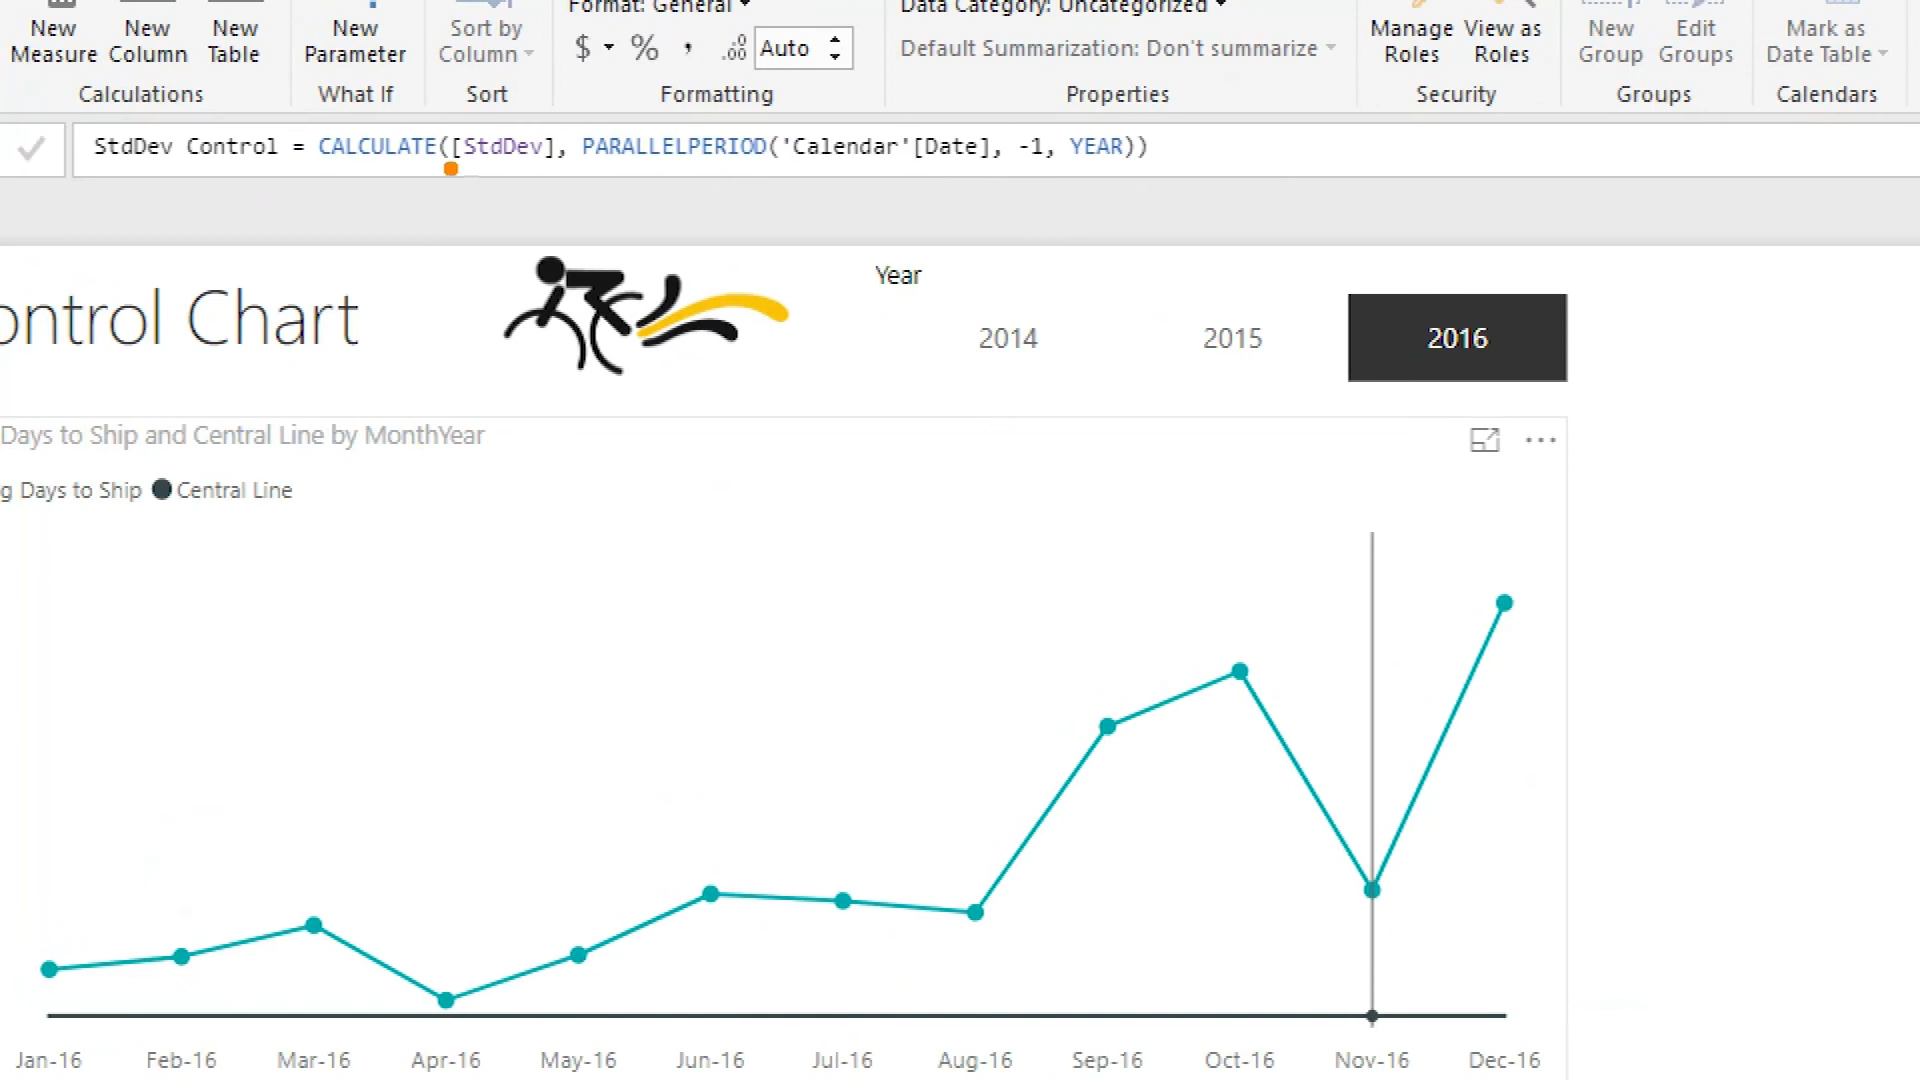 Format: General
Data Category: Uncategorized
New Measure
New Column
New Table
New Parameter
Sort by Column
$ % , .00 Auto
Default Summarization: Don't summarize
Manage Roles
View as Roles
New Group
Edit Groups
Mark as Date Table
Calculations What If Sort Formatting Properties Security Groups Calendars
StdDev Control = CALCULATE([StdDev], PARALLELPERIOD('Calendar'[Date], -1, YEAR))
ontrol Chart
Year
2014 2015 2016
Days to Ship and Central Line by MonthYear
g Days to Ship Central Line
Jan-16 Feb-16 Mar-16 Apr-16 May-16 Jun-16 Jul-16 Aug-16 Sep-16 Oct-16 Nov-16 Dec-16